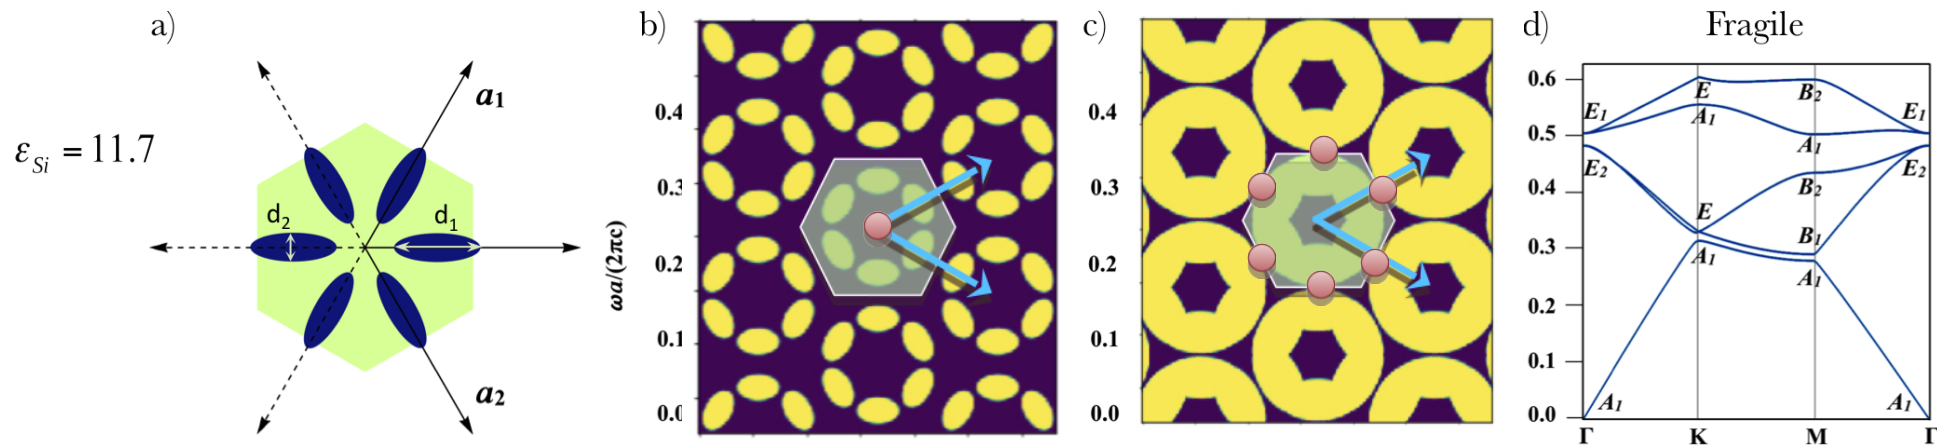 a)
ε_Si = 11.7
a₁
d₂
d₁
a₂
b)
ωa/(2πc)
0.4
0.3
0.2
0.1
0.0
c)
0.4
0.3
0.2
0.1
0.0
d)
Fragile
0.6
0.5
0.4
0.3
0.2
0.1
0.0
E₁
E
A₁
B₂
E₁
E₂
A₁
E₂
B₂
E
B₁
A₁
A₁
A₁
A₁
Γ
K
M
Γ